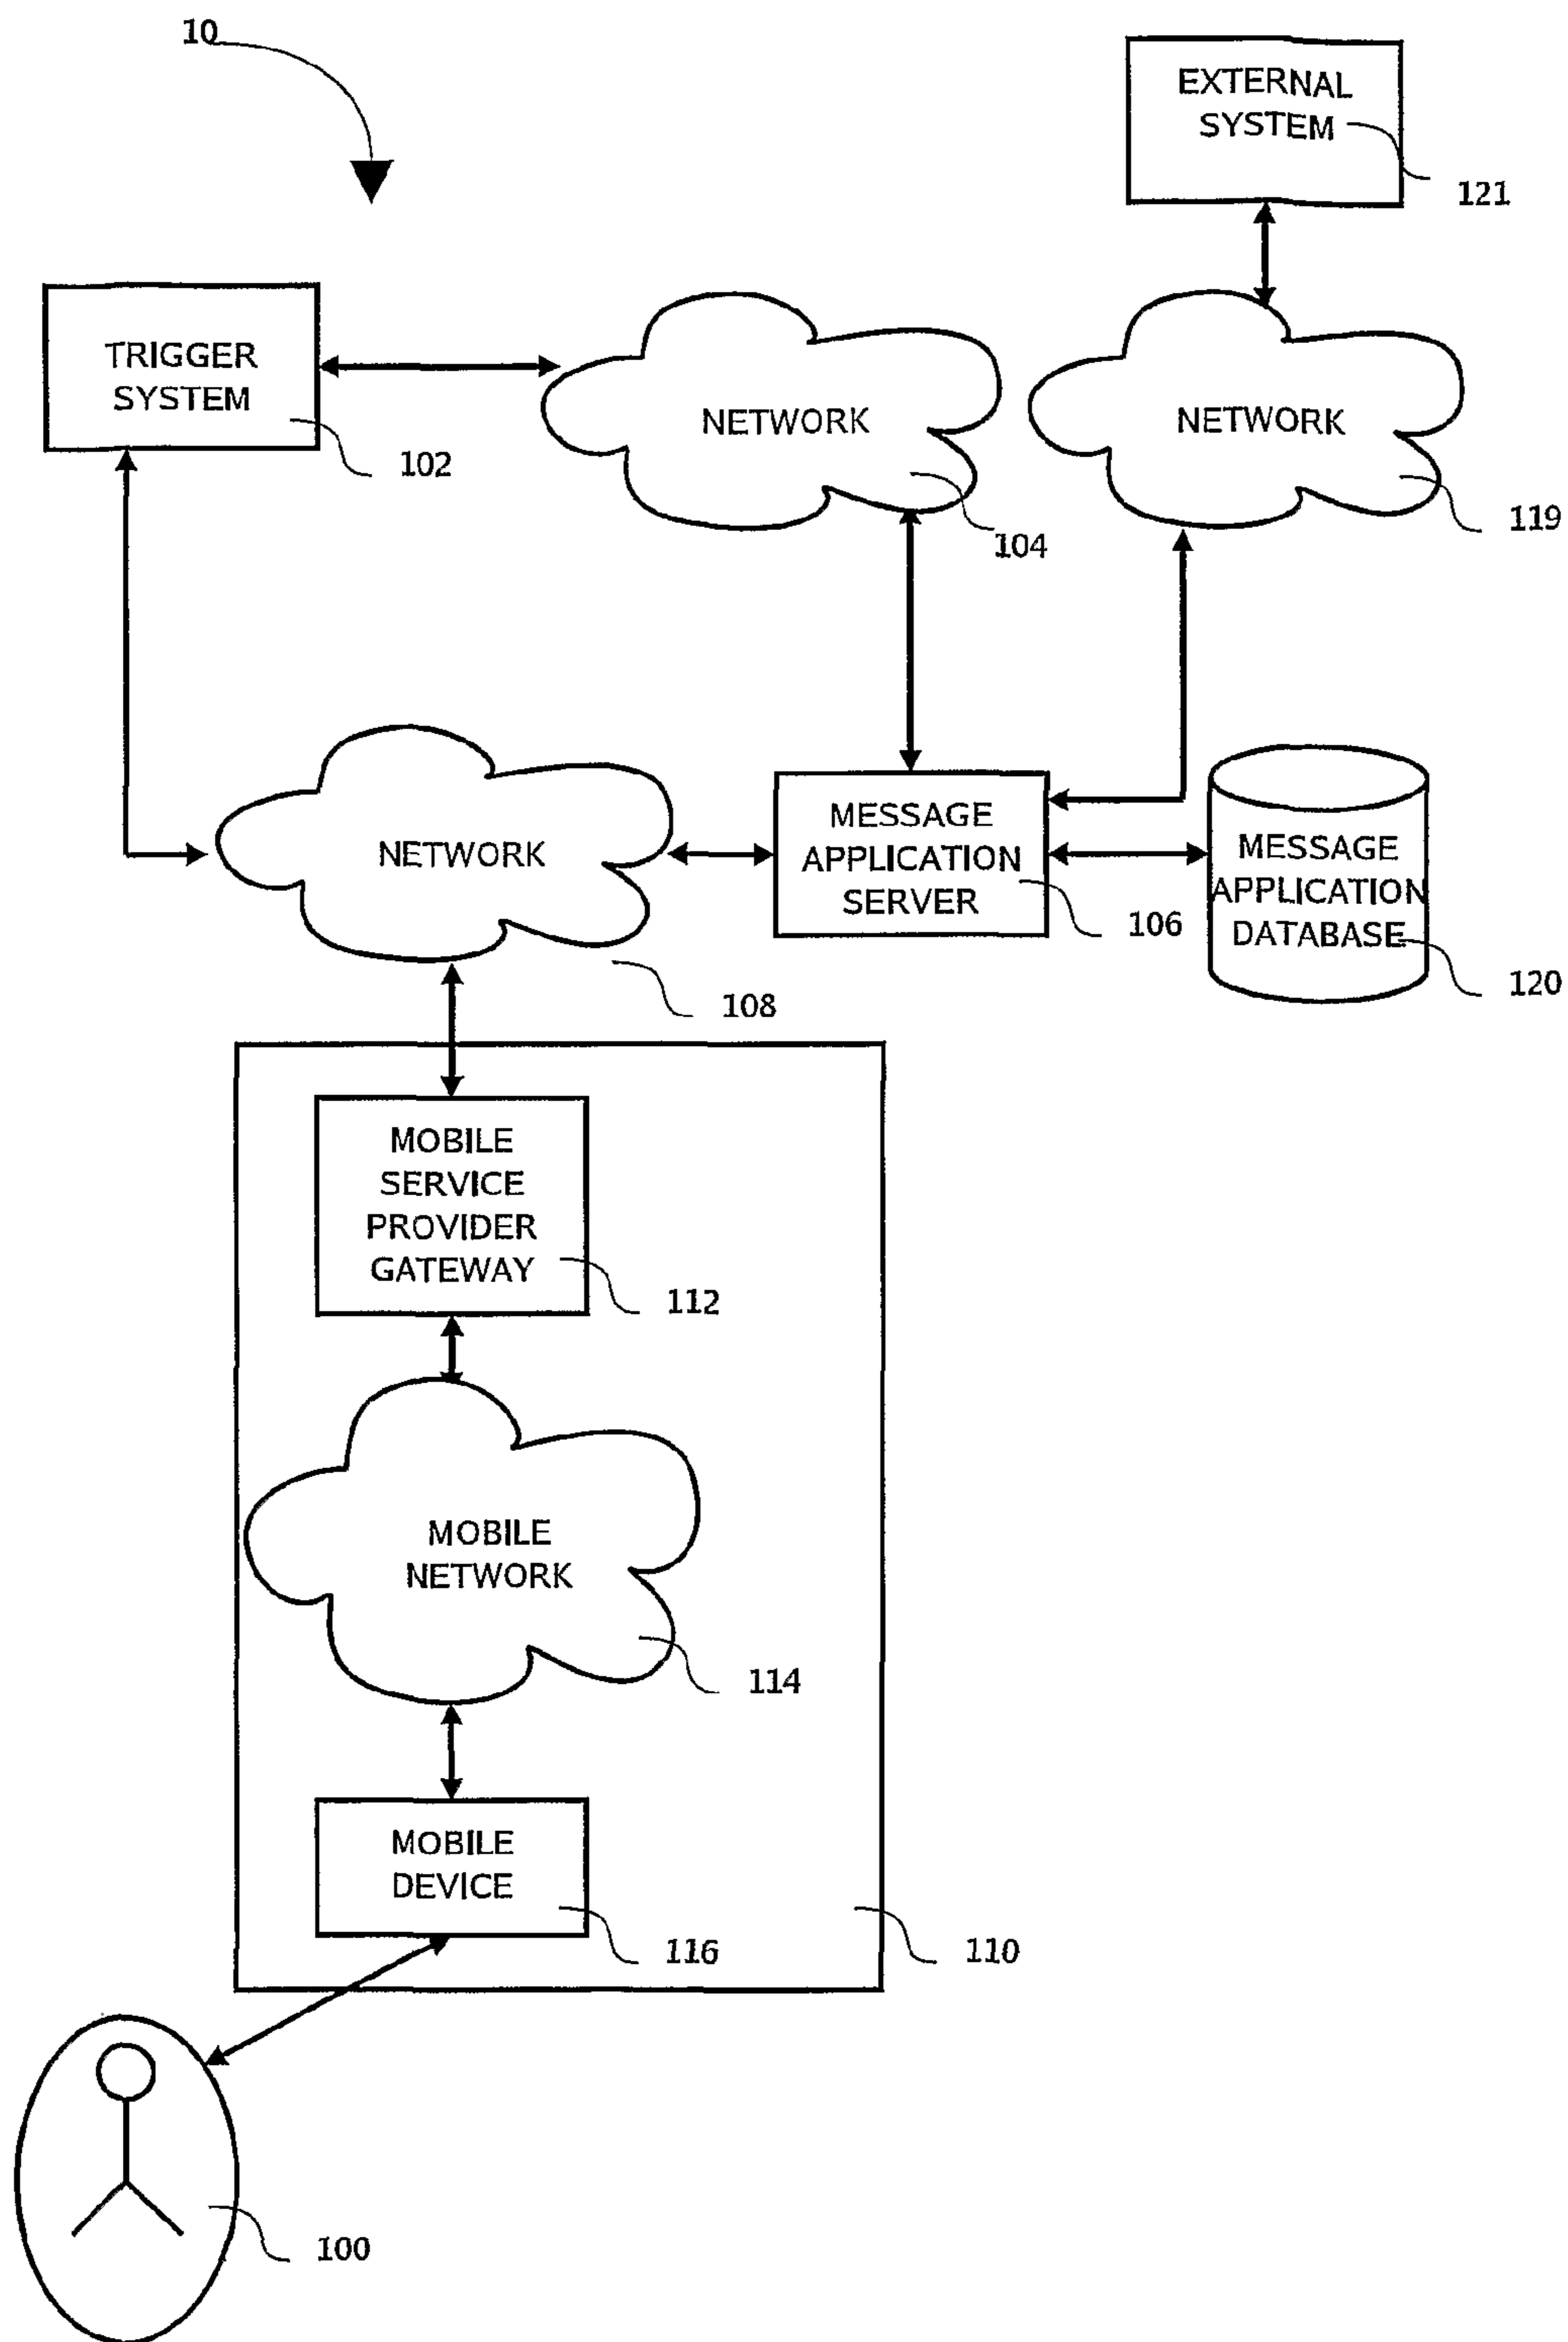 10
EXTERNAL
SYSTEM
121
TRIGGER
SYSTEM
102
NETWORK
104
NETWORK
119
NETWORK
108
MESSAGE
APPLICATION
SERVER
106
MESSAGE
APPLICATION
DATABASE
120
MOBILE
SERVICE
PROVIDER
GATEWAY
112
MOBILE
NETWORK
114
MOBILE
DEVICE
116
110
100